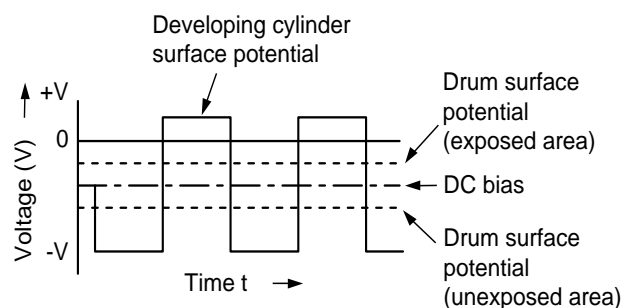 Developing cylinder
surface potential
+V
0
-V
Voltage (V)
Time t
Drum surface
potential
(exposed area)
DC bias
Drum surface
potential
(unexposed area)